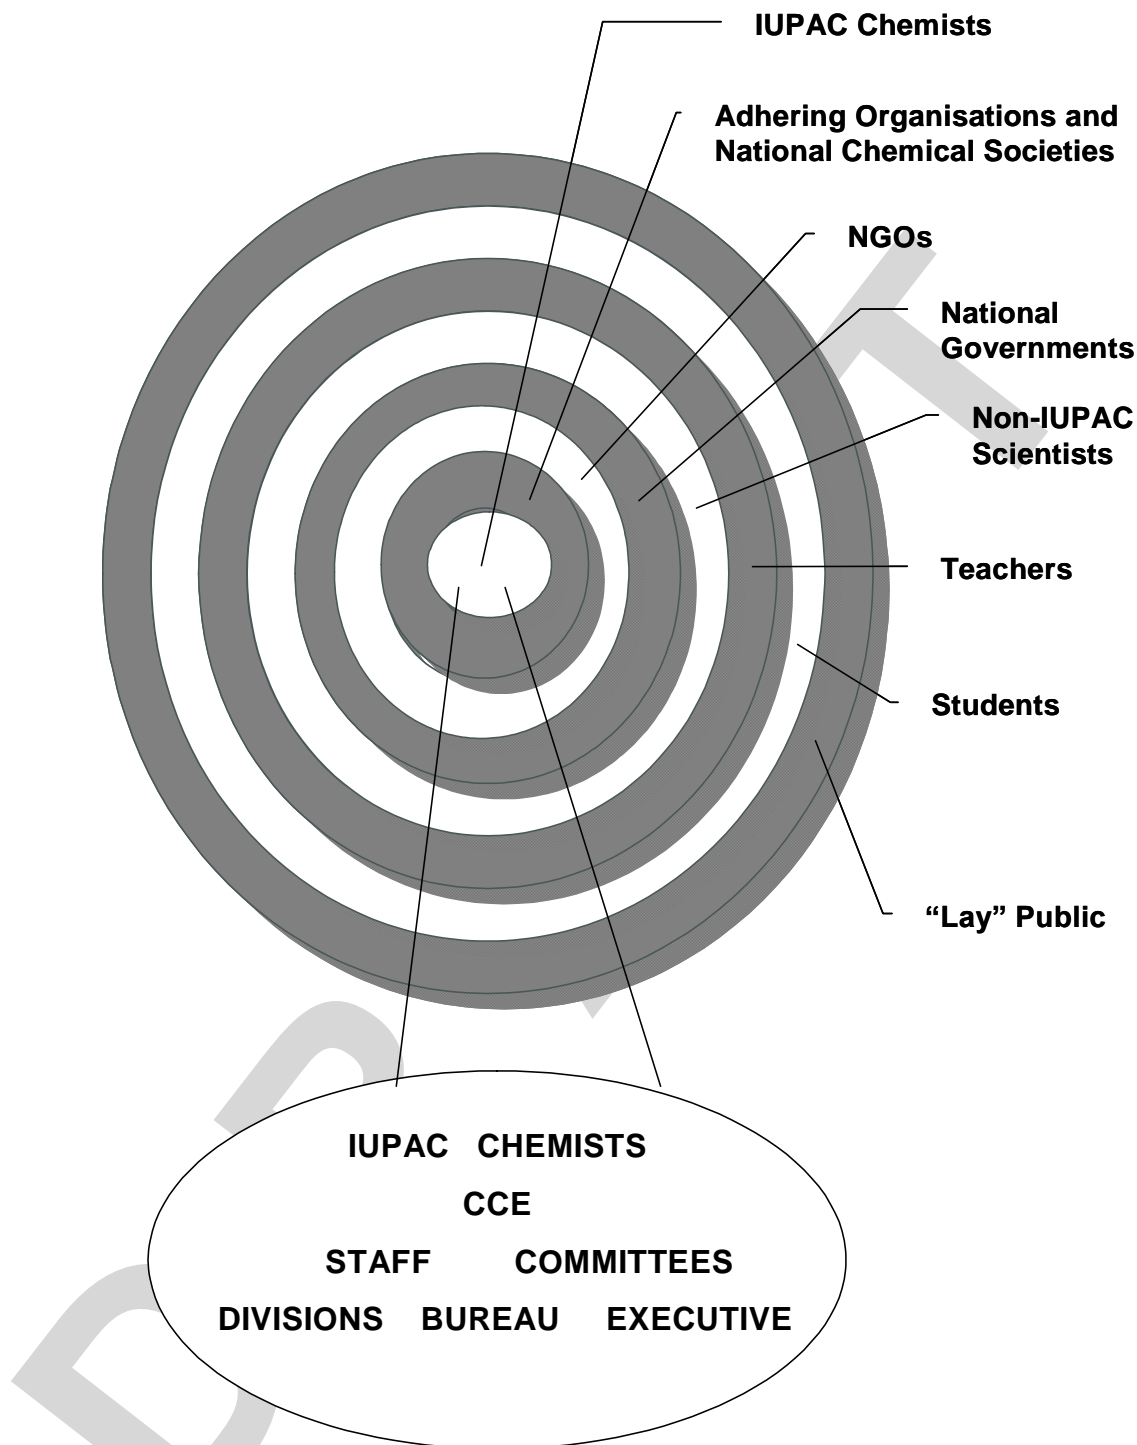 IUPAC Chemists
Adhering Organisations and
National Chemical Societies
NGOs
National
Governments
Non-IUPAC
Scientists
Teachers
Students
“Lay” Public
IUPAC CHEMISTS
CCE
STAFF COMMITTEES
DIVISIONS BUREAU EXECUTIVE